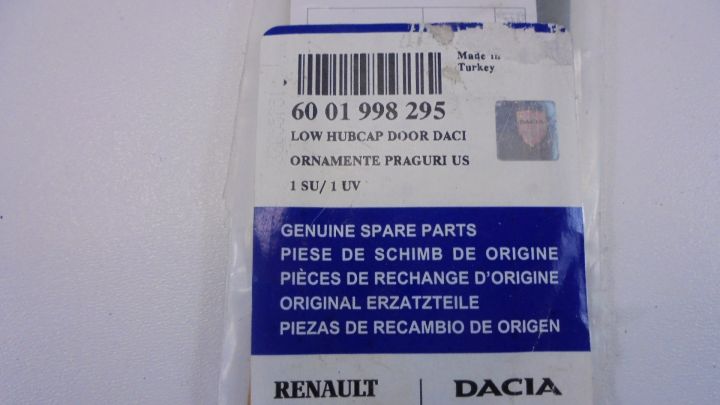 Made in
Turkey
60 01 998 295
LOW HUBCAP DOOR DACI
DACIA
ORNAMENTE PRAGURI US
1 SU/ 1 UV
GENUINE SPARE PARTS
PIESE DE SCHIMB DE ORIGINE
PIÈCES DE RECHANGE D'ORIGINE
ORIGINAL ERZATZTEILE
PIEZAS DE RECAMBIO DE ORIGEN
RENAULT | DACIA